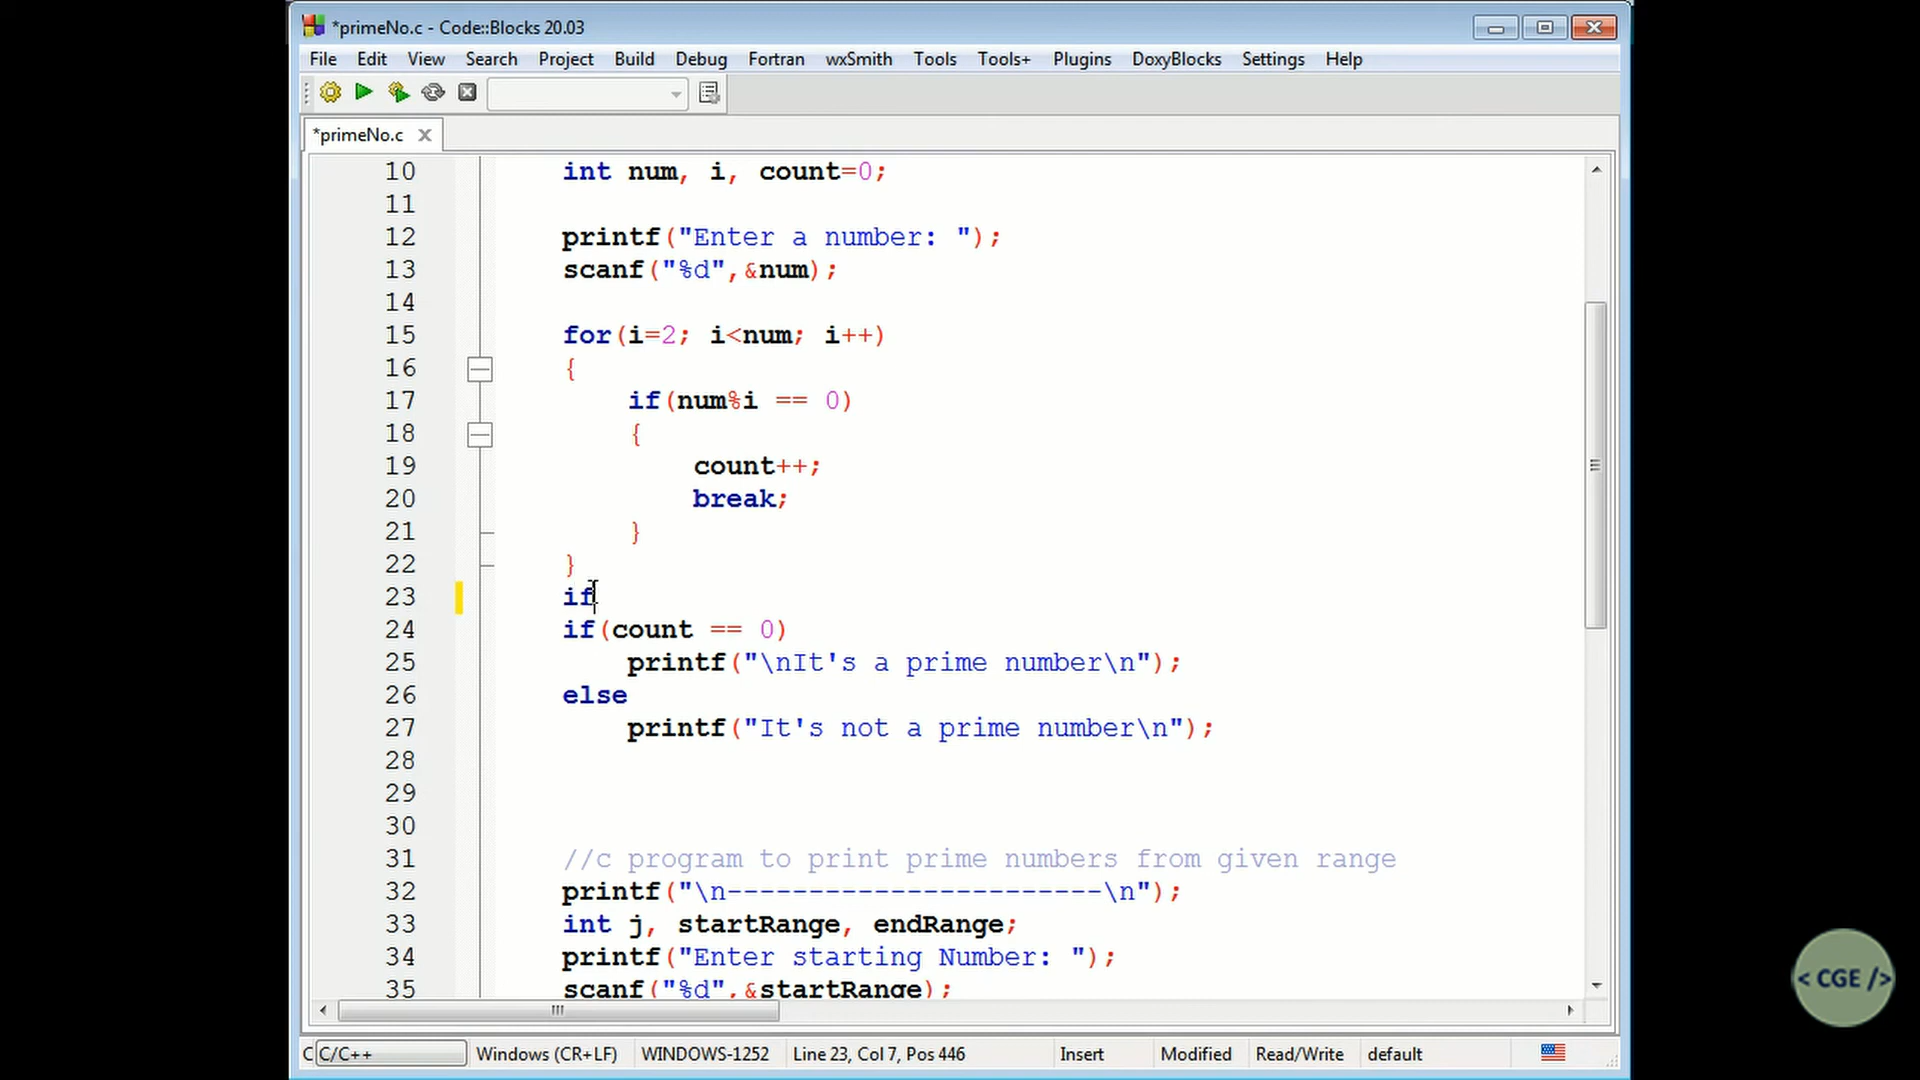 *primeNo.c - Code::Blocks 20.03
File Edit View Search Project Build Debug Fortran wxSmith Tools Tools+ Plugins DoxyBlocks Settings Help
*primeNo.c
10 int num, i, count=0;
11
12 printf("Enter a number: ");
13 scanf("%d",&num);
14
15 for(i=2; i<num; i++)
16 {
17 if(num%i == 0)
18 {
19 count++;
20 break;
21 }
22 }
23 if
24 if(count == 0)
25 printf("\nIt's a prime number\n");
26 else
27 printf("It's not a prime number\n");
28
29
30
31 //c program to print prime numbers from given range
32 printf("\n-----------------------\n");
33 int j, startRange, endRange;
34 printf("Enter starting Number: ");
35 scanf("%d",&startRange);
C C/C++ Windows (CR+LF) WINDOWS-1252 Line 23, Col 7, Pos 446 Insert Modified Read/Write default
< CGE />